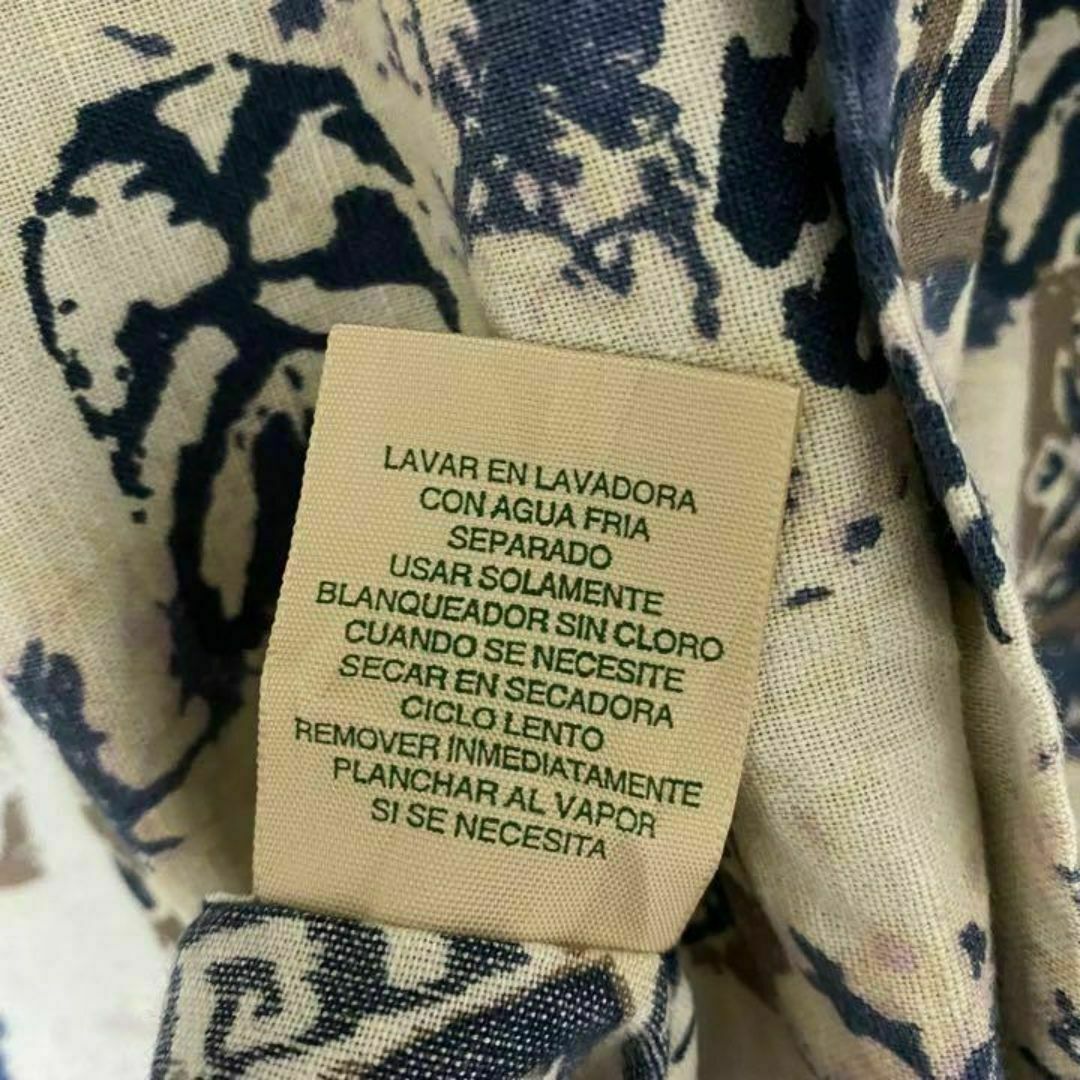 LAVAR EN LAVADORA
CON AGUA FRIA
SEPARADO
USAR SOLAMENTE
BLANQUEADOR SIN CLORO
CUANDO SE NECESITE
SECAR EN SECADORA
CICLO LENTO
REMOVER INMEDIATAMENTE
PLANCHAR AL VAPOR
SI SE NECESITA